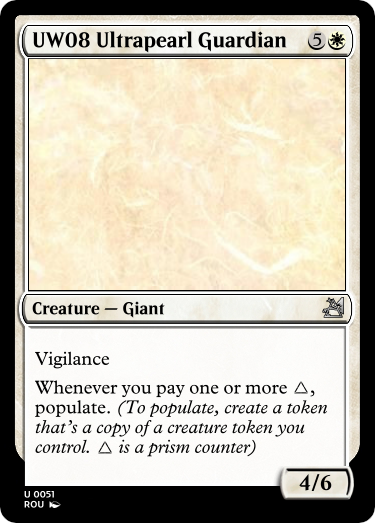 UW08 Ultrapearl Guardian 5
Creature — Giant
Vigilance
Whenever you pay one or more △,
populate. (To populate, create a token
that's a copy of a creature token you
control. △ is a prism counter)
4/6
U 0051
ROU